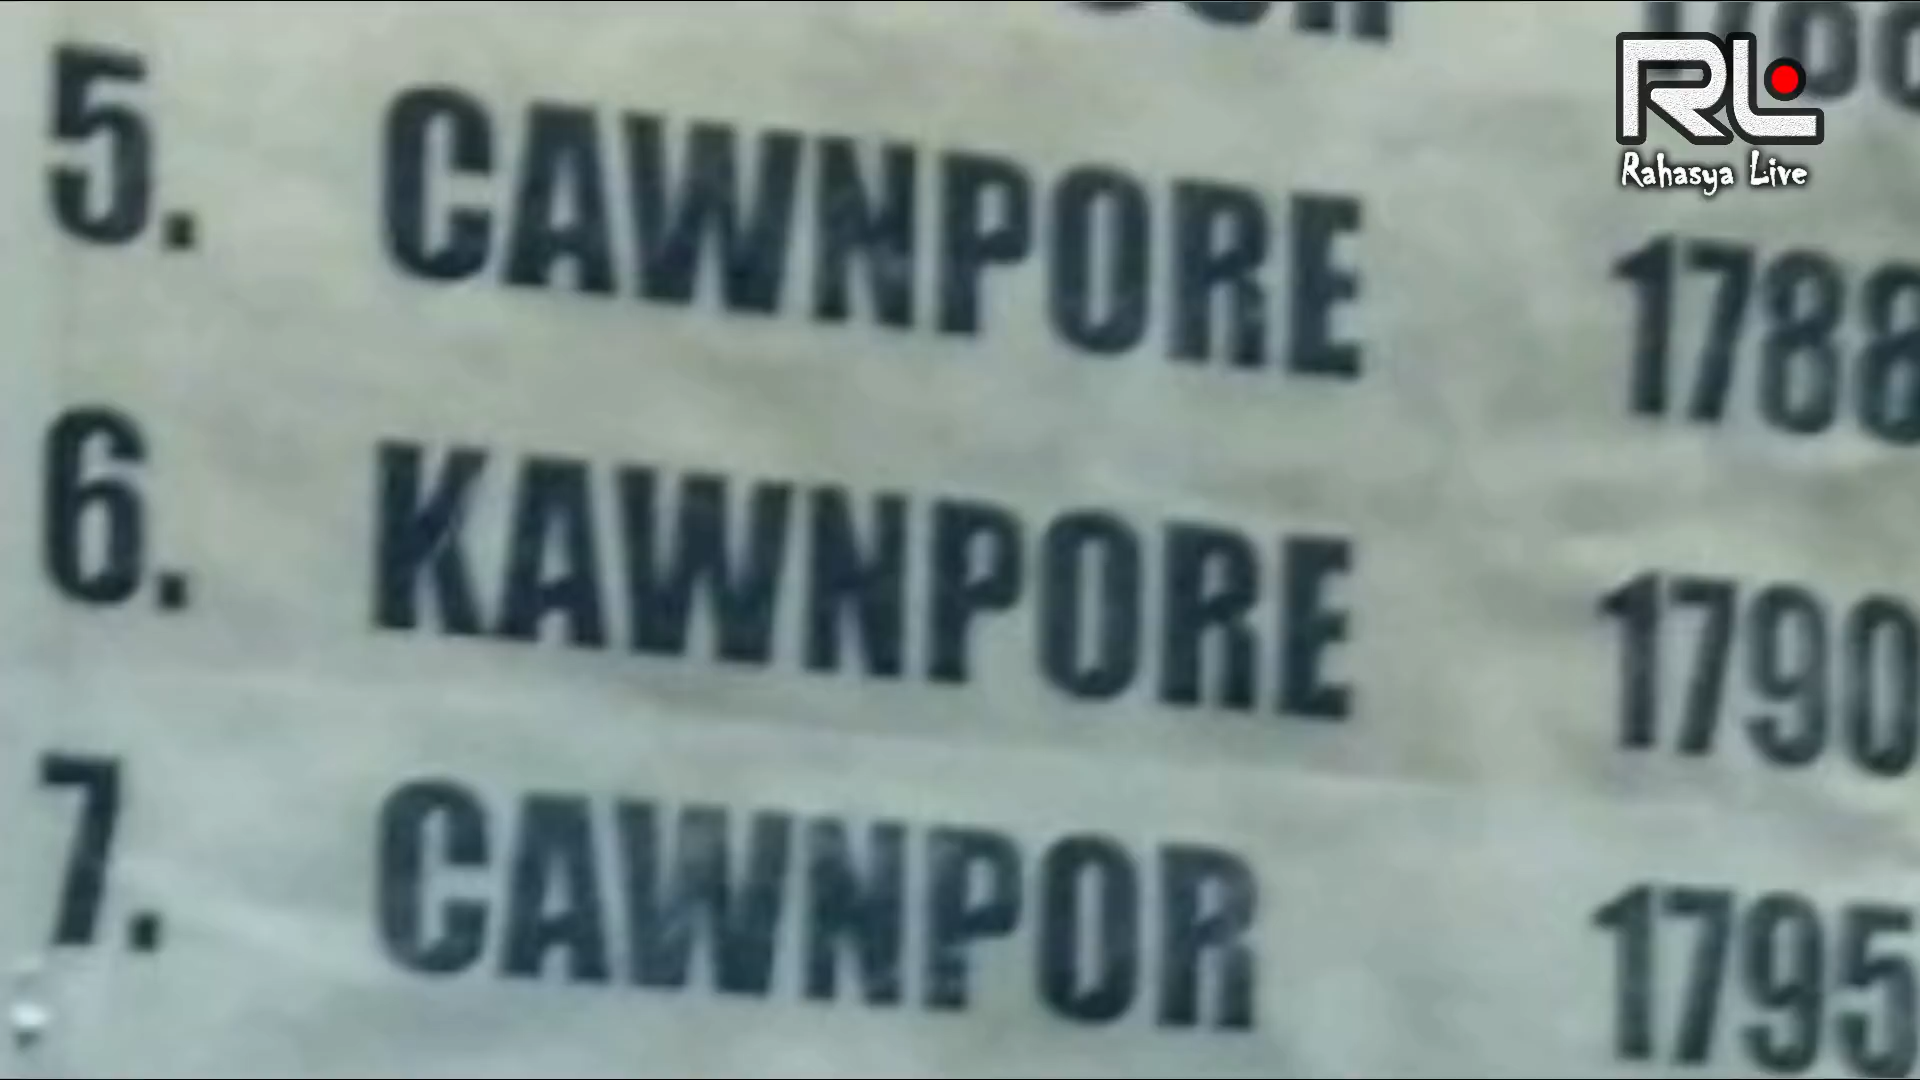 RL
Rahasya Live
5. CAWNPORE 1788
6. KAWNPORE 1790
7. CAWNPOR 1795